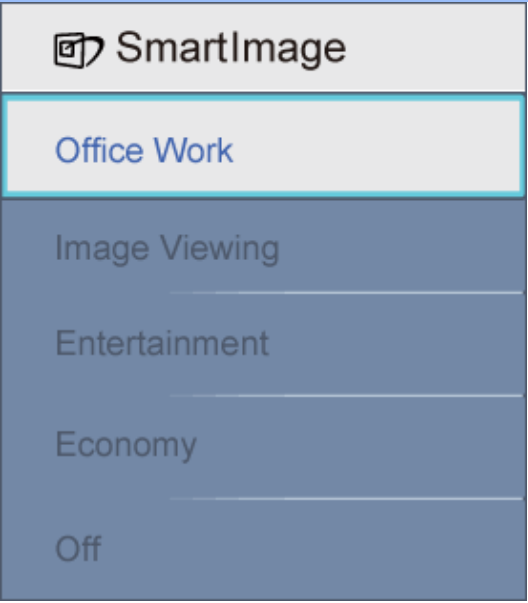 SmartImage
Office Work
Image Viewing
Entertainment
Economy
Off